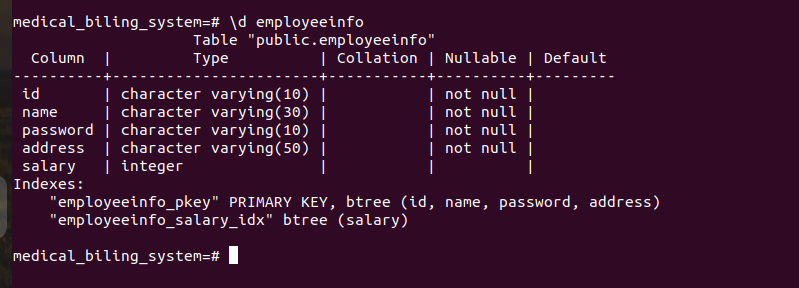 medical_biling_system=# \d employeeinfo
                    Table "public.employeeinfo"
  Column  |         Type          | Collation | Nullable | Default
----------+-----------------------+-----------+----------+---------
 id       | character varying(10) |           | not null |
 name     | character varying(30) |           | not null |
 password | character varying(10) |           | not null |
 address  | character varying(50) |           | not null |
 salary   | integer               |           |          |
Indexes:
    "employeeinfo_pkey" PRIMARY KEY, btree (id, name, password, address)
    "employeeinfo_salary_idx" btree (salary)
medical_biling_system=#